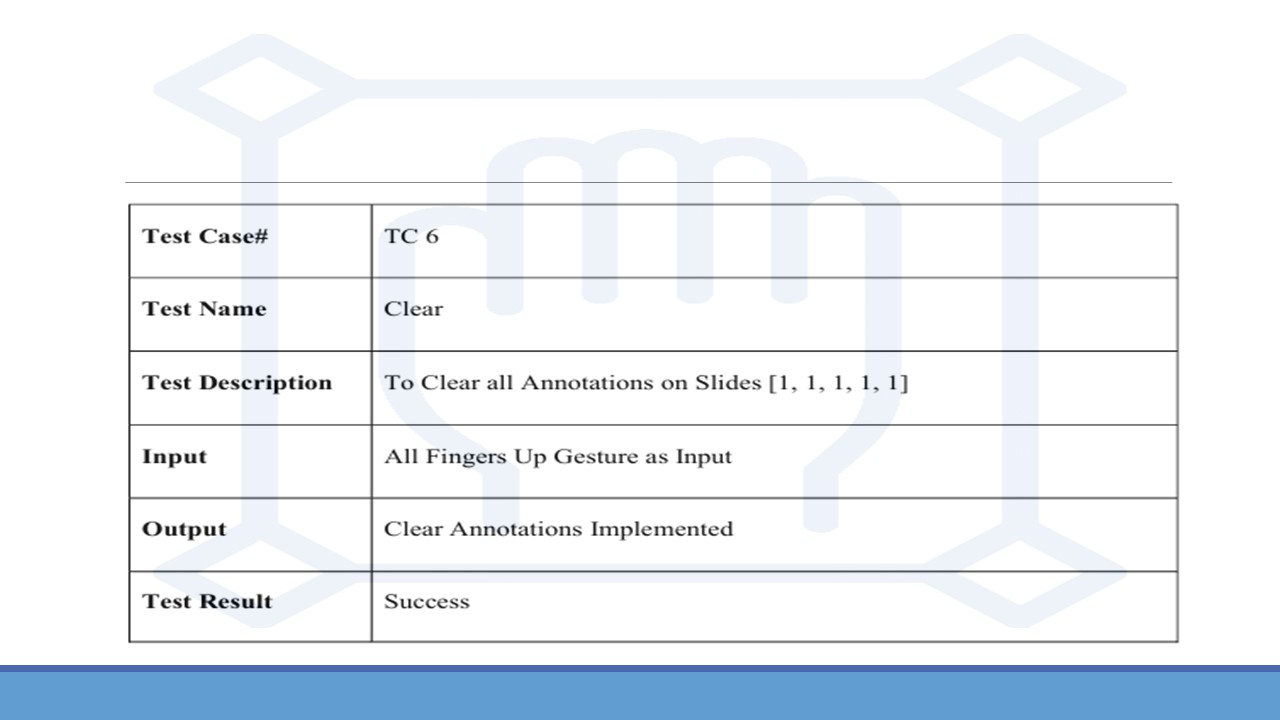 Test Case# TC 6
Test Name Clear
Test Description To Clear all Annotations on Slides [1, 1, 1, 1, 1]
Input All Fingers Up Gesture as Input
Output Clear Annotations Implemented
Test Result Success